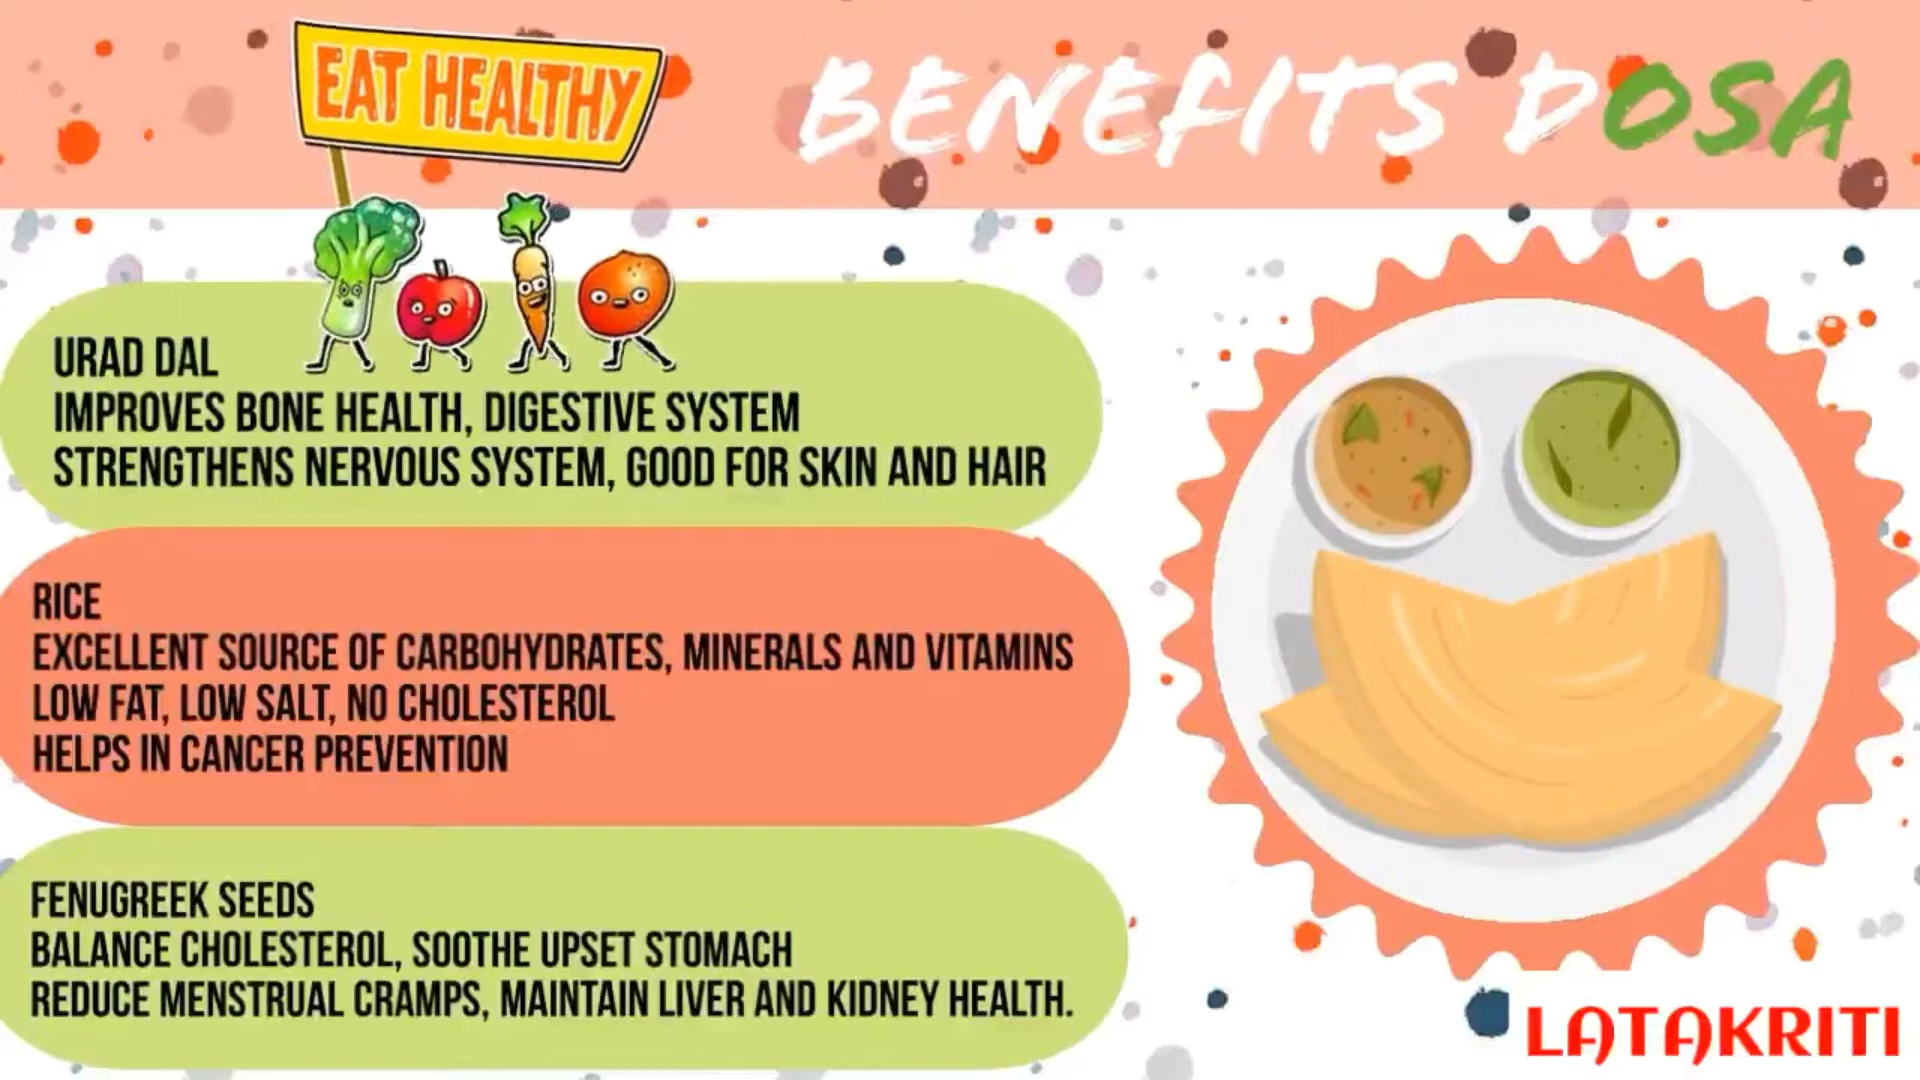 EAT HEALTHY
BENEFITS DOSA
URAD DAL
IMPROVES BONE HEALTH, DIGESTIVE SYSTEM
STRENGTHENS NERVOUS SYSTEM, GOOD FOR SKIN AND HAIR
RICE
EXCELLENT SOURCE OF CARBOHYDRATES, MINERALS AND VITAMINS
LOW FAT, LOW SALT, NO CHOLESTEROL
HELPS IN CANCER PREVENTION
FENUGREEK SEEDS
BALANCE CHOLESTEROL, SOOTHE UPSET STOMACH
REDUCE MENSTRUAL CRAMPS, MAINTAIN LIVER AND KIDNEY HEALTH.
LATAKRITI